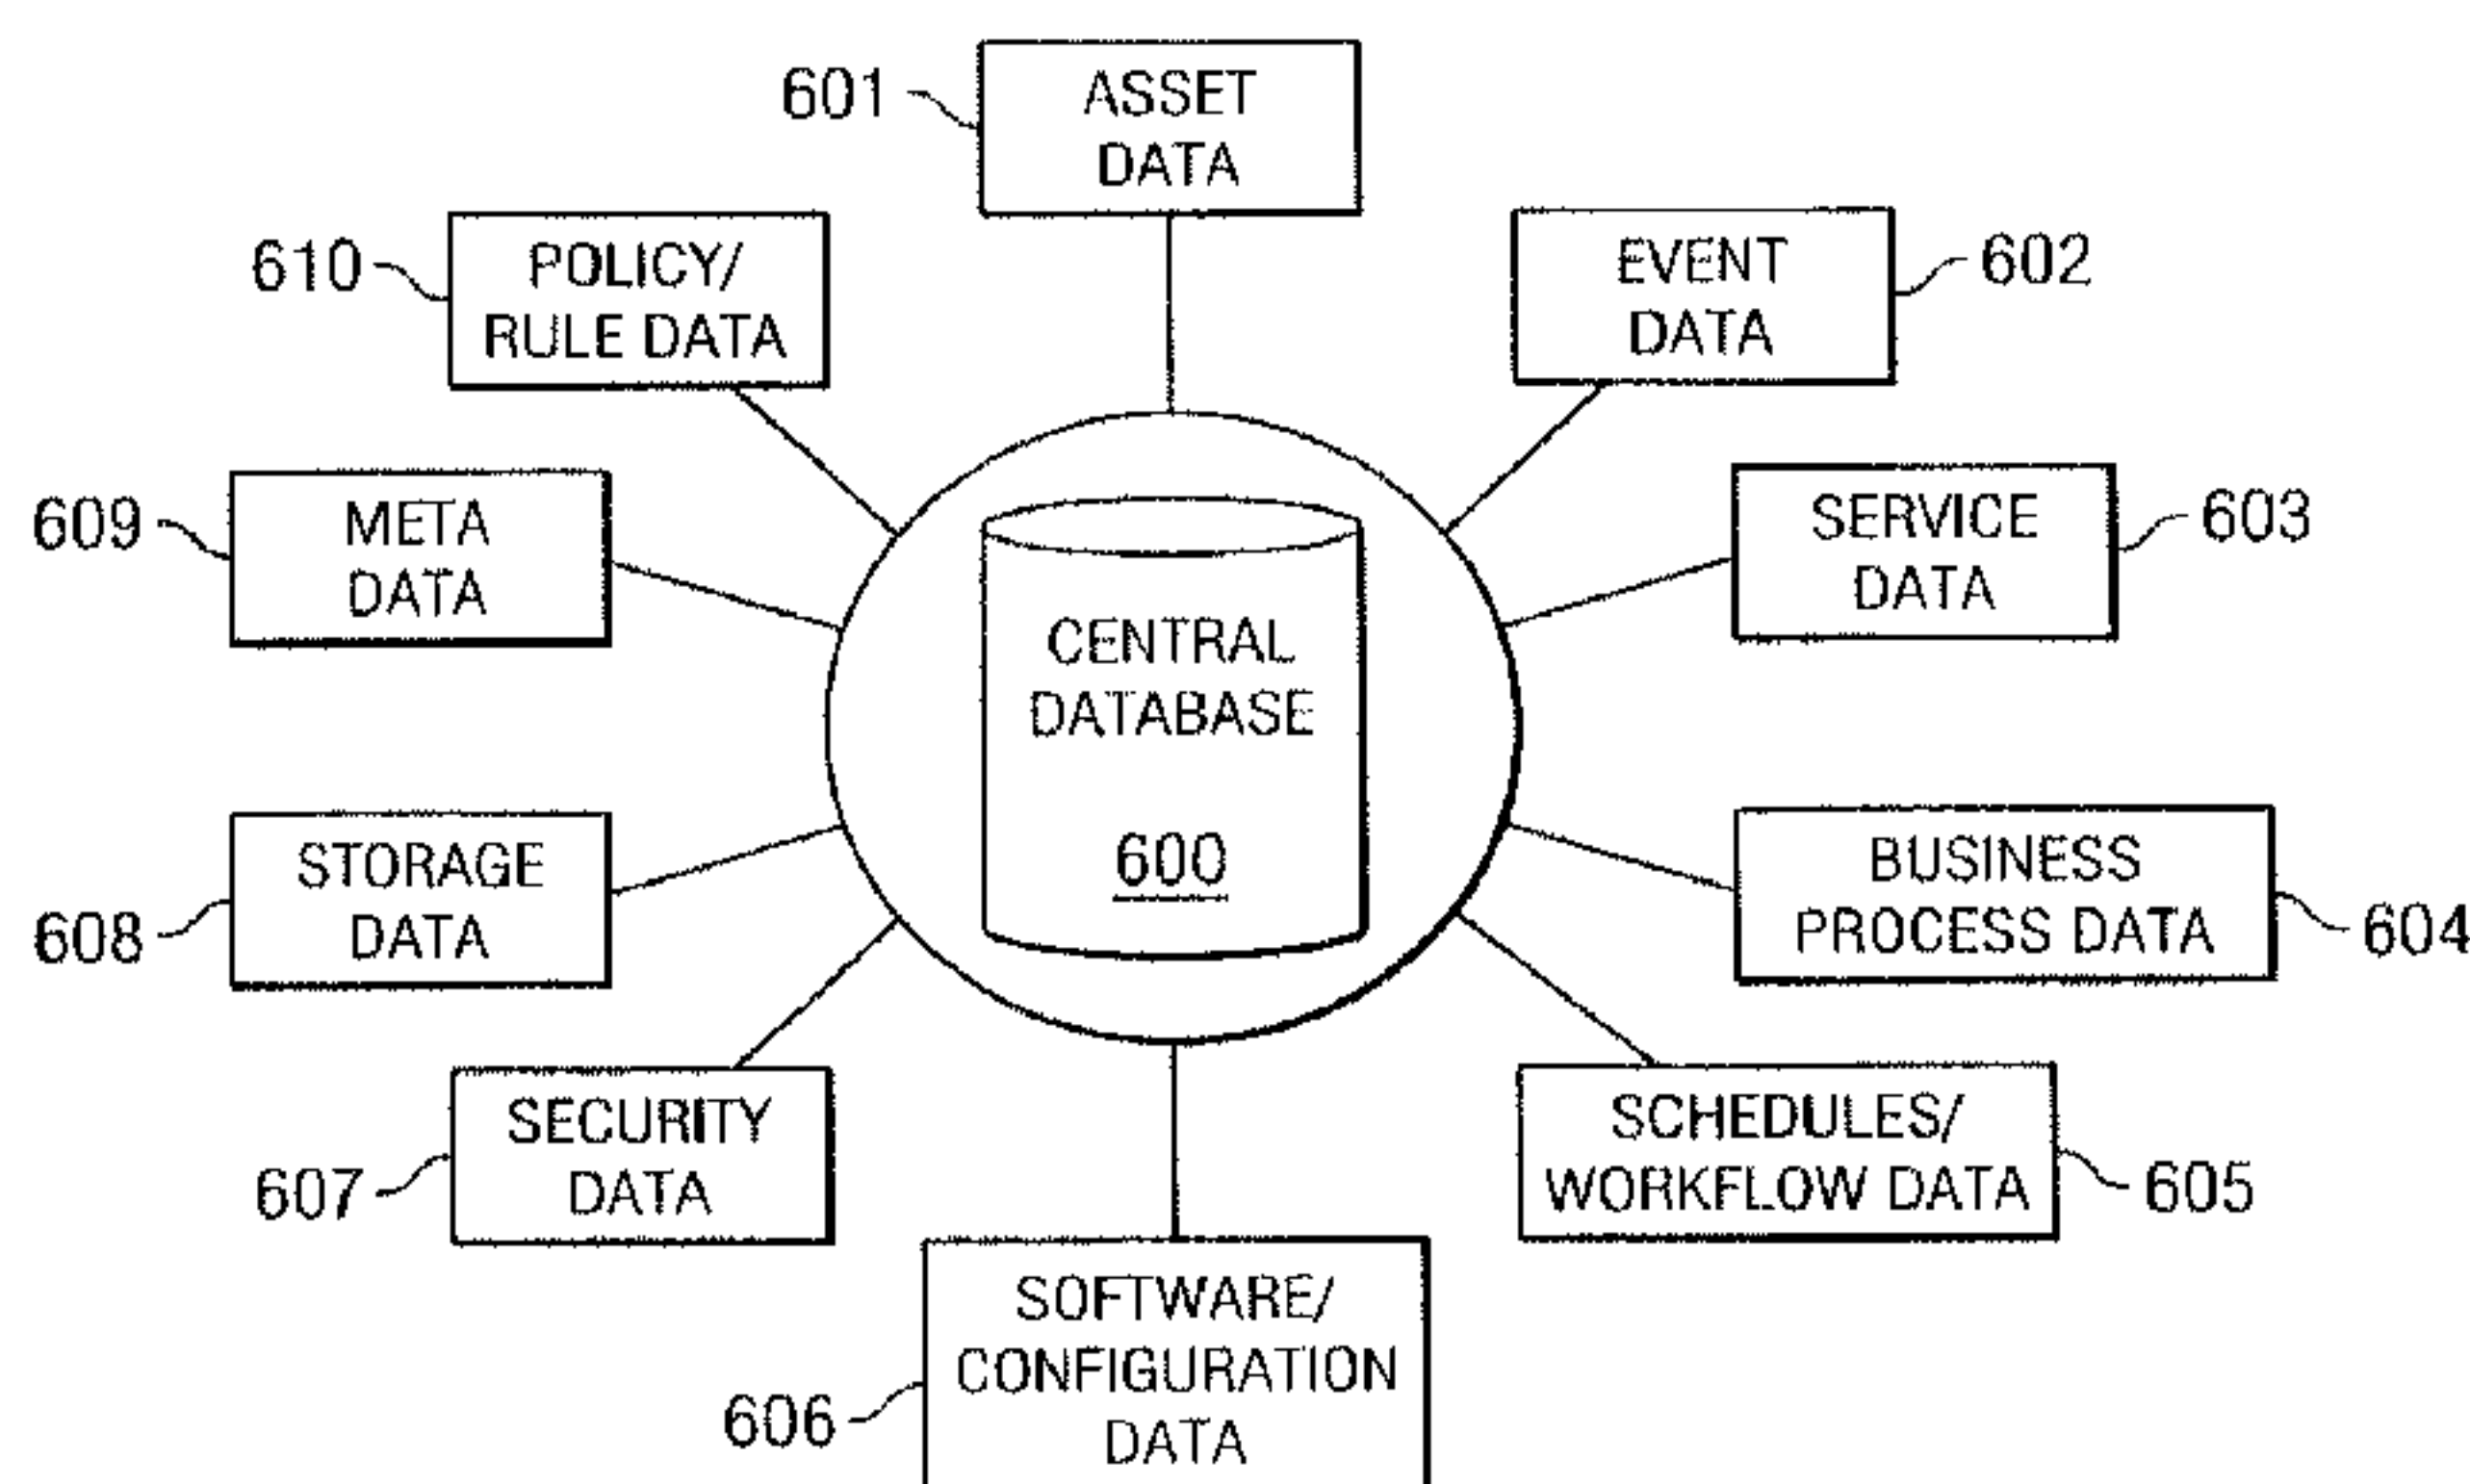 601
ASSET
DATA
610
POLICY/
RULE DATA
EVENT
DATA
602
609
META
DATA
SERVICE
DATA
603
CENTRAL
DATABASE
600
608
STORAGE
DATA
BUSINESS
PROCESS DATA
604
607
SECURITY
DATA
SCHEDULES/
WORKFLOW DATA
605
606
SOFTWARE/
CONFIGURATION
DATA